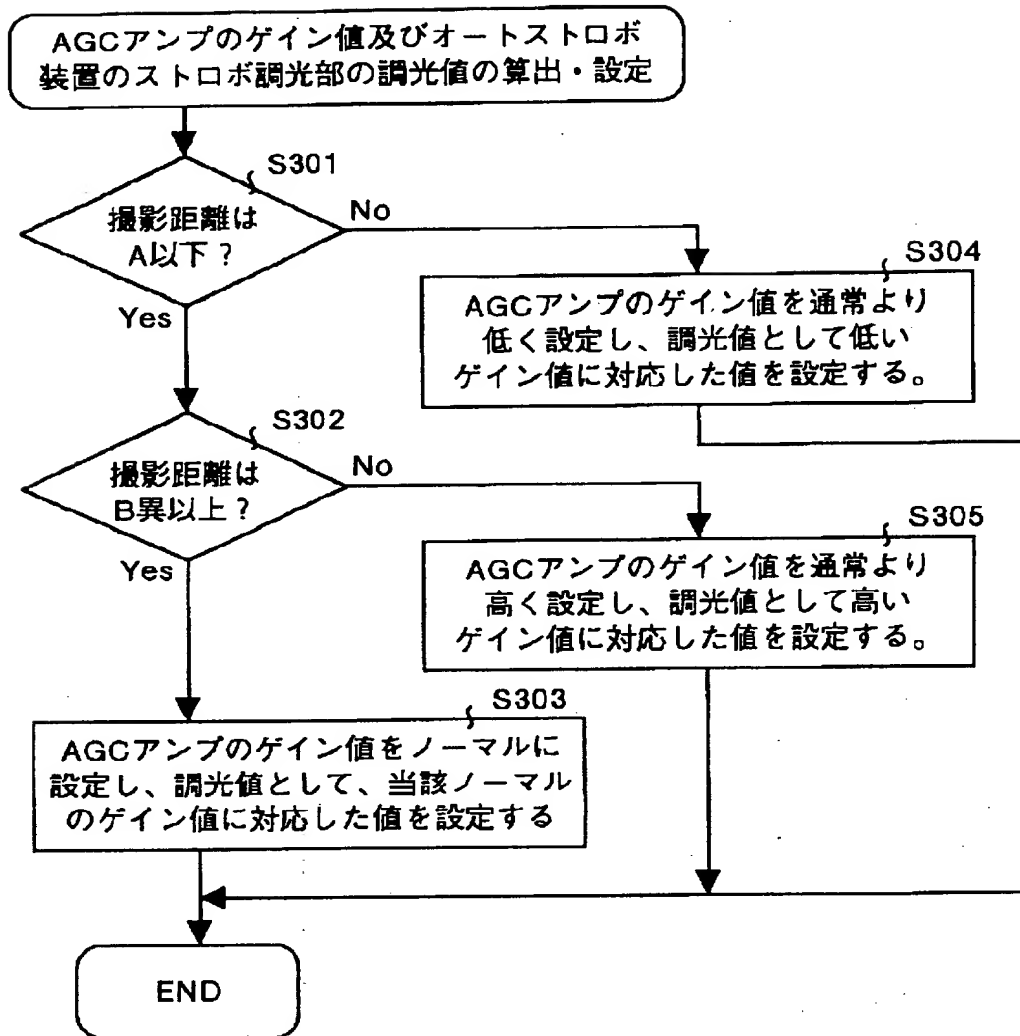 AGCアンプのゲイン値及びオートストロボ
装置のストロボ調光部の調光値の算出・設定
S301
撮影距離は
A以下？
No
Yes
S304
AGCアンプのゲイン値を通常より
低く設定し、調光値として低い
ゲイン値に対応した値を設定する。
S302
撮影距離は
B異以上？
No
Yes
S305
AGCアンプのゲイン値を通常より
高く設定し、調光値として高い
ゲイン値に対応した値を設定する。
S303
AGCアンプのゲイン値をノーマルに
設定し、調光値として、当該ノーマル
のゲイン値に対応した値を設定する
END